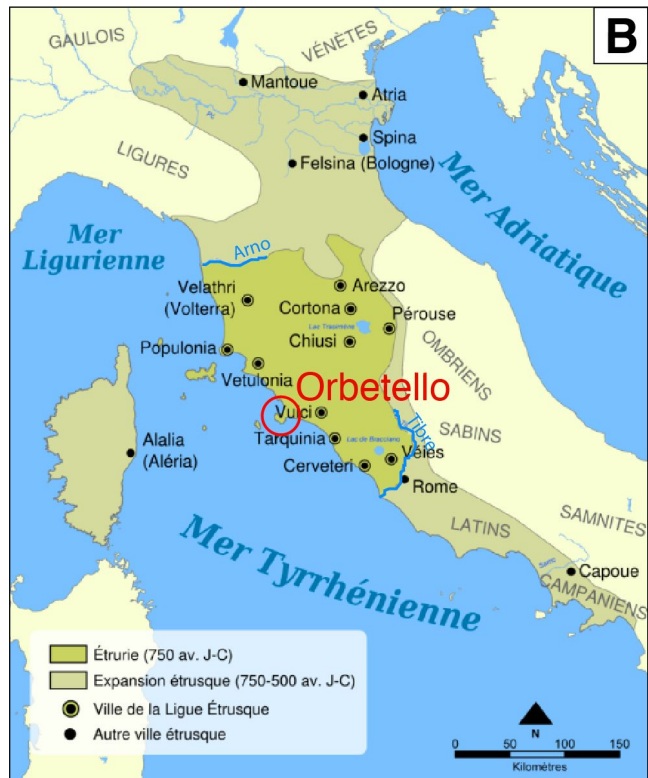 B
GAULOIS
VÉNÈTES
Mantoue
Atria
Spina
Felsina (Bologne)
LIGURES
Mer
Ligurienne
Mer Adriatique
Arno
Velathri
(Volterra)
Arezzo
Cortona
Lac Trasimène
Pérouse
Chiusi
Populonia
Vetulonia
Orbetello
OMBRIENS
Vulci
Tibre
SABINS
Tarquinia
Lac de Bracciano
Véies
Cerveteri
Rome
Alalia
(Aléria)
LATINS
SAMNITES
Mer Tyrrhénienne
Capoue
CAMPANIENS
Étrurie (750 av. J-C)
Expansion étrusque (750-500 av. J-C)
Ville de la Ligue Étrusque
Autre ville étrusque
N
0 50 100 150
Kilomètres